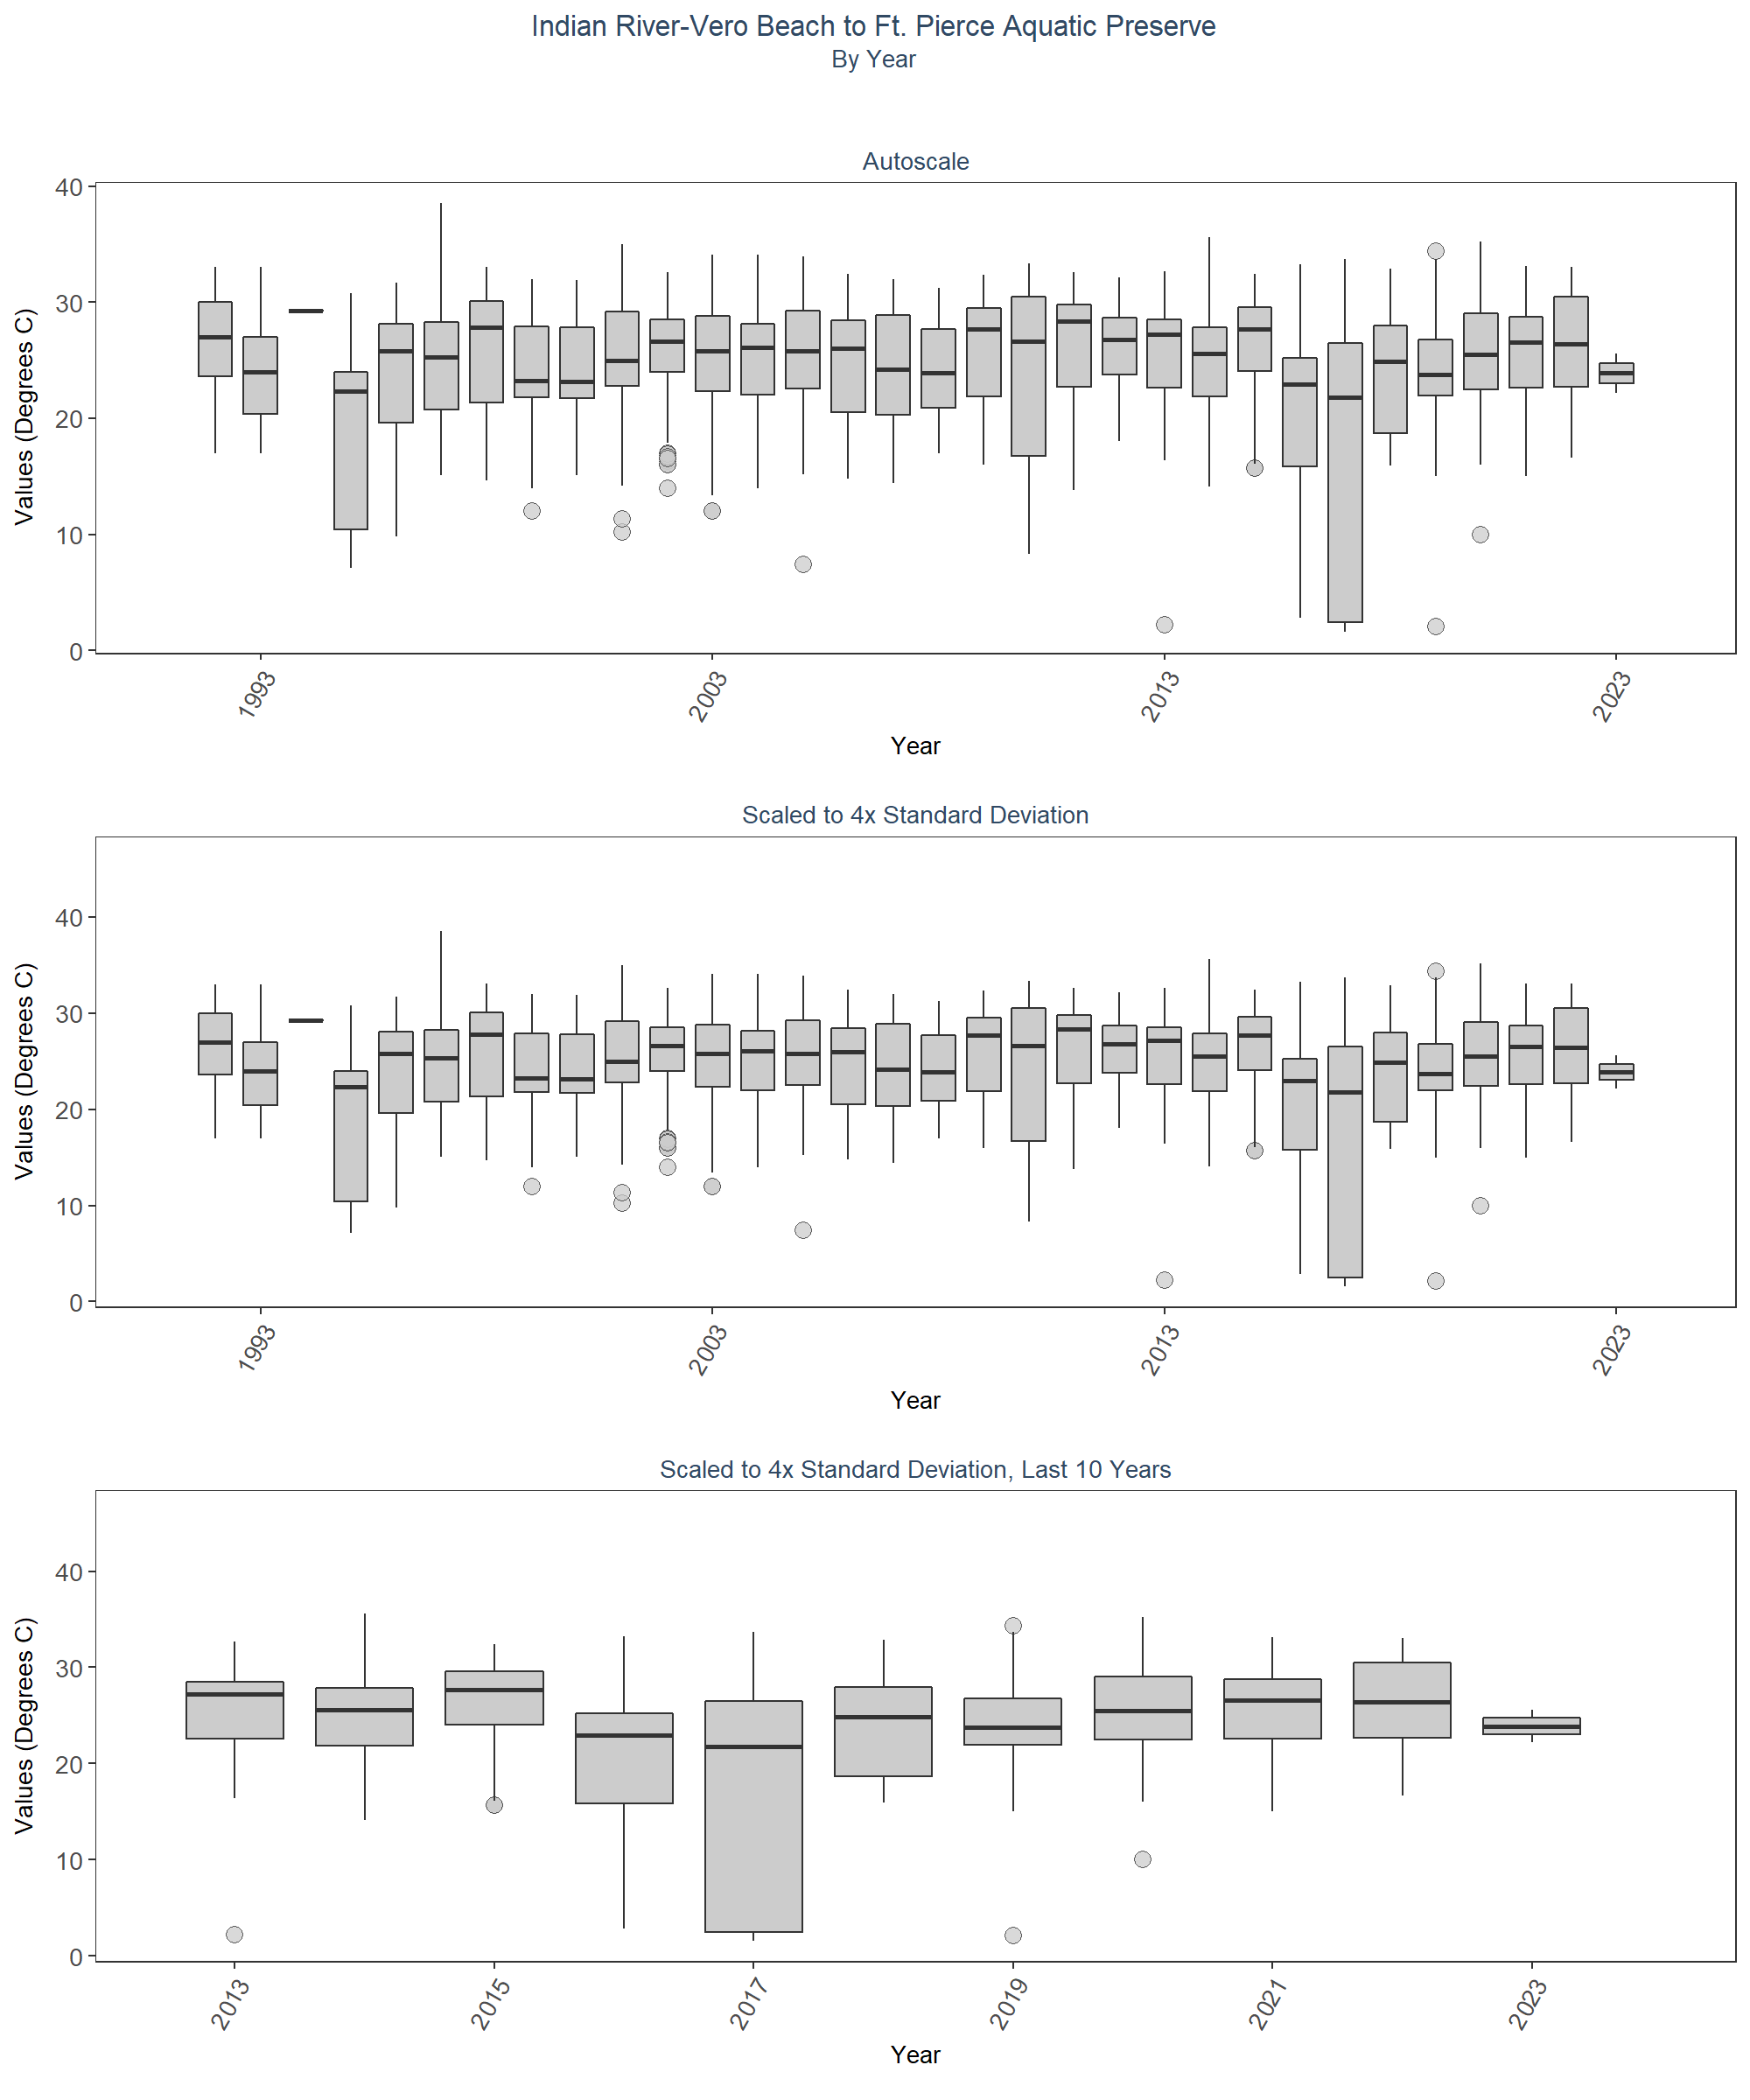 Indian River-Vero Beach to Ft. Pierce Aquatic Preserve
By Year
Autoscale
Values (Degrees C)
40
30
20
10
0
1993
2003
2013
2023
Year
Scaled to 4x Standard Deviation
Values (Degrees C)
40
30
20
10
0
1993
2003
2013
2023
Year
Scaled to 4x Standard Deviation, Last 10 Years
Values (Degrees C)
40
30
20
10
0
2013
2015
2017
2019
2021
2023
Year